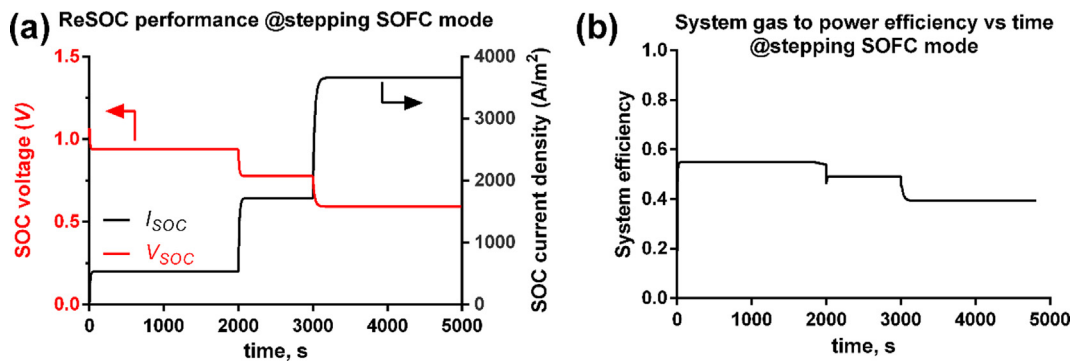 (a)
ReSOC performance @stepping SOFC mode
SOC voltage (V)
1.5
1.0
0.5
0.0
I_SOC
V_SOC
4000
3000
2000
1000
0
SOC current density (A/m²)
0 1000 2000 3000 4000 5000
time, s
(b)
System gas to power efficiency vs time
@stepping SOFC mode
System efficiency
1.0
0.8
0.6
0.4
0.2
0.0
0 1000 2000 3000 4000 5000
time, s